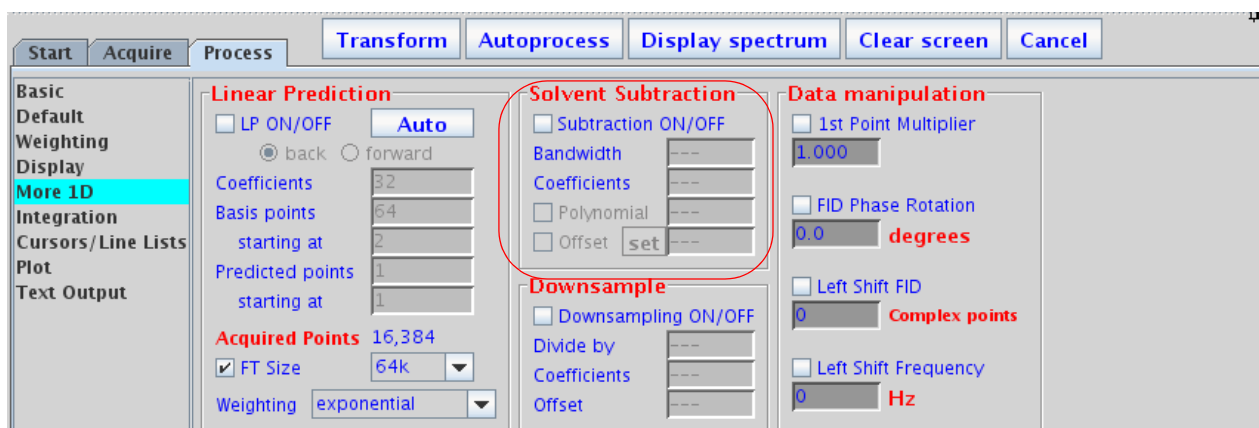 Start Acquire Process Transform Autoprocess Display spectrum Clear screen Cancel
Basic
Default
Weighting
Display
More 1D
Integration
Cursors/Line Lists
Plot
Text Output
Linear Prediction
LP ON/OFF Auto
back forward
Coefficients 32
Basis points 64
starting at 2
Predicted points 1
starting at 1
Acquired Points 16,384
FT Size 64k
Weighting exponential
Solvent Subtraction
Subtraction ON/OFF
Bandwidth ---
Coefficients ---
Polynomial ---
Offset set ---
Downsample
Downsampling ON/OFF
Divide by ---
Coefficients ---
Offset ---
Data manipulation
1st Point Multiplier
1.000
FID Phase Rotation
0.0 degrees
Left Shift FID
0 Complex points
Left Shift Frequency
0 Hz